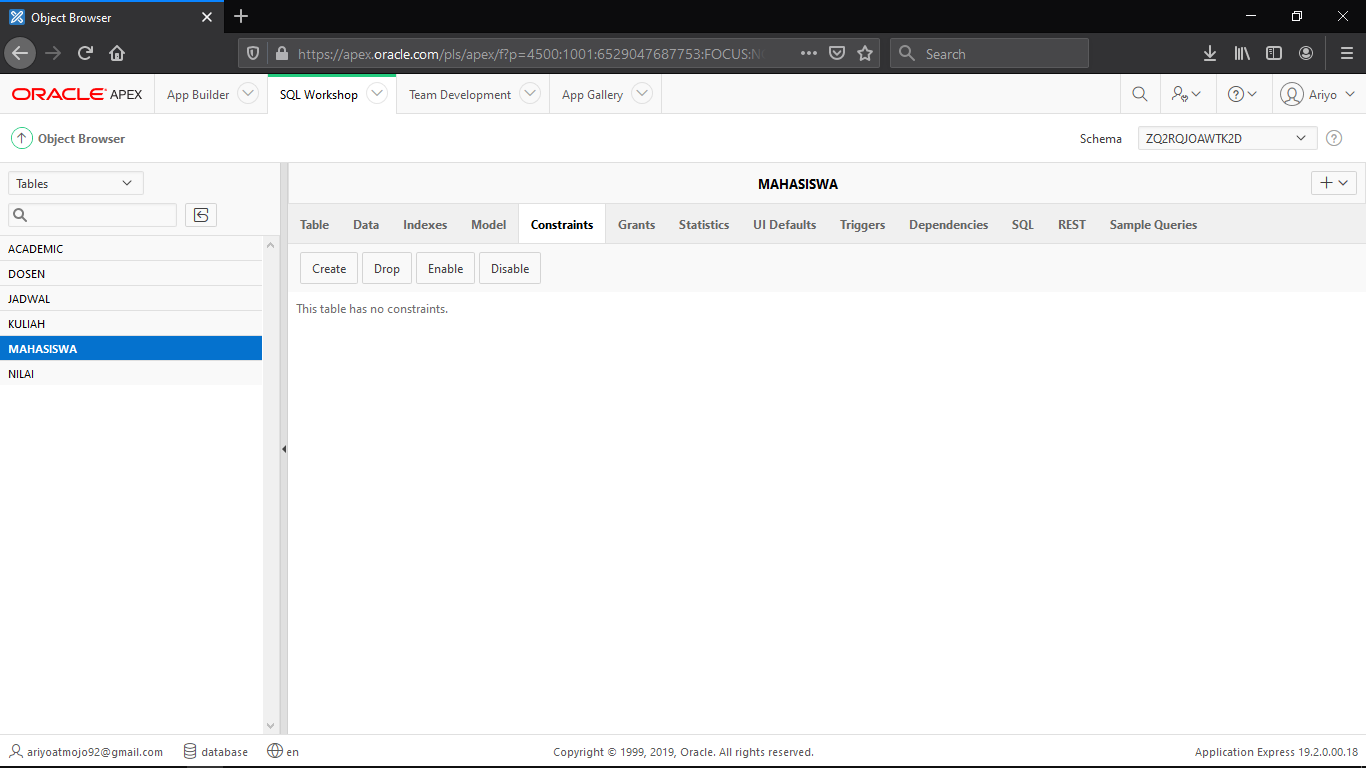 Object Browser
https://apex.oracle.com/pls/apex/f?p=4500:1001:6529047687753:FOCUS:N
Search
ORACLE APEX App Builder SQL Workshop Team Development App Gallery Ariyo
Object Browser Schema ZQ2RQJOAWTK2D
Tables MAHASISWA
Table Data Indexes Model Constraints Grants Statistics UI Defaults Triggers Dependencies SQL REST Sample Queries
Create Drop Enable Disable
This table has no constraints.
ACADEMIC
DOSEN
JADWAL
KULIAH
MAHASISWA
NILAI
ariyoatmojo92@gmail.com database en Copyright © 1999, 2019, Oracle. All rights reserved. Application Express 19.2.0.00.18